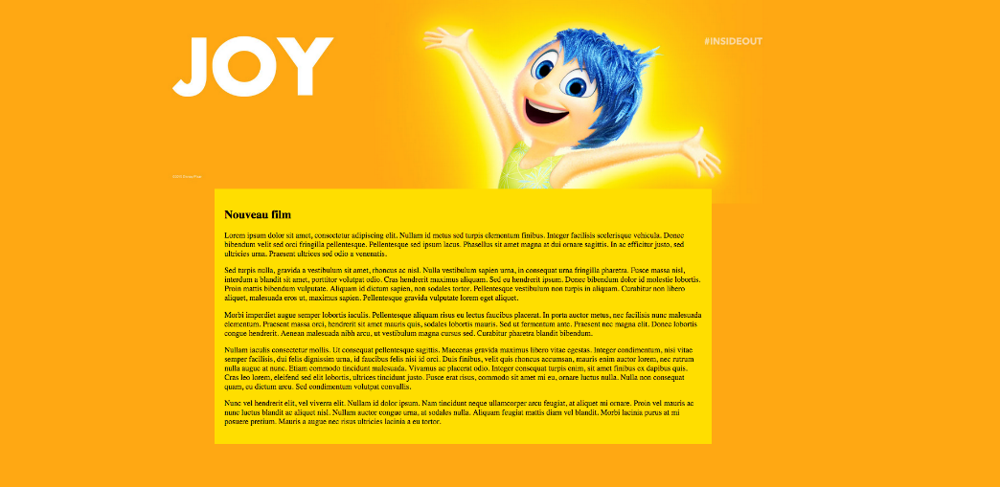 JOY
#INSIDEOUT
Nouveau film
Lorem ipsum dolor sit amet, consectetur adipiscing elit. Nullam id metus sed turpis elementum finibus. Integer facilisis scelerisque vehicula. Donec
bibendum velit sed orci fringilla pellentesque. Pellentesque sed ipsum lacus. Phasellus sit amet magna at dui ornare sagittis. In ac efficitur justo, sed
ultricies urna. Praesent ultrices sed odio a venenatis.
Sed turpis nulla, gravida a vestibulum sit amet, rhoncus ac nisl. Nulla vestibulum sapien urna, in consequat urna fringilla pharetra. Fusce massa nisl,
interdum a blandit sit amet, porttitor volutpat odio. Cras hendrerit maximus aliquam. Sed eu hendrerit ipsum. Donec bibendum dolor id molestie lobortis.
Proin mattis bibendum vulputate. Aliquam id dictum sapien, non sodales tortor. Pellentesque vestibulum non turpis in aliquam. Curabitur non libero
aliquet, malesuada eros ut, maximus sapien. Pellentesque gravida vulputate lorem eget aliquet.
Morbi imperdiet augue semper lobortis iaculis. Pellentesque aliquam risus eu lectus faucibus placerat. In porta auctor metus, nec facilisis nunc malesuada
elementum. Praesent massa orci, hendrerit sit amet mauris quis, sodales lobortis mauris. Sed ut fermentum ante. Praesent nec magna elit. Donec lobortis
congue hendrerit. Aenean malesuada nibh arcu, ut vestibulum magna cursus sed. Curabitur pharetra blandit bibendum.
Nullam iaculis consectetur mollis. Ut consequat pellentesque sagittis. Maecenas gravida maximus libero vitae egestas. Integer condimentum, nisi vitae
semper facilisis, dui felis dignissim urna, id faucibus felis nisi id orci. Duis finibus, velit quis rhoncus accumsan, mauris enim auctor lorem, nec rutrum
nulla augue at nunc. Etiam commodo tincidunt malesuada. Vivamus ac placerat odio. Integer consequat turpis enim, sit amet finibus ex dapibus quis.
Cras leo lorem, eleifend sed elit lobortis, ultrices tincidunt justo. Fusce erat risus, commodo sit amet mi eu, ornare luctus nulla. Nulla non consequat
quam, eu dictum arcu. Sed condimentum volutpat convallis.
Nunc vel hendrerit elit, vel viverra elit. Nullam id dolor ipsum. Nam tincidunt neque ullamcorper arcu feugiat, at aliquet mi ornare. Proin vel mauris ac
nunc luctus blandit ac aliquet nisl. Nullam auctor congue urna, at sodales nulla. Aliquam feugiat mattis diam vel blandit. Morbi lacinia purus at mi
posuere pretium. Mauris a augue nec risus ultricies lacinia a eu tortor.